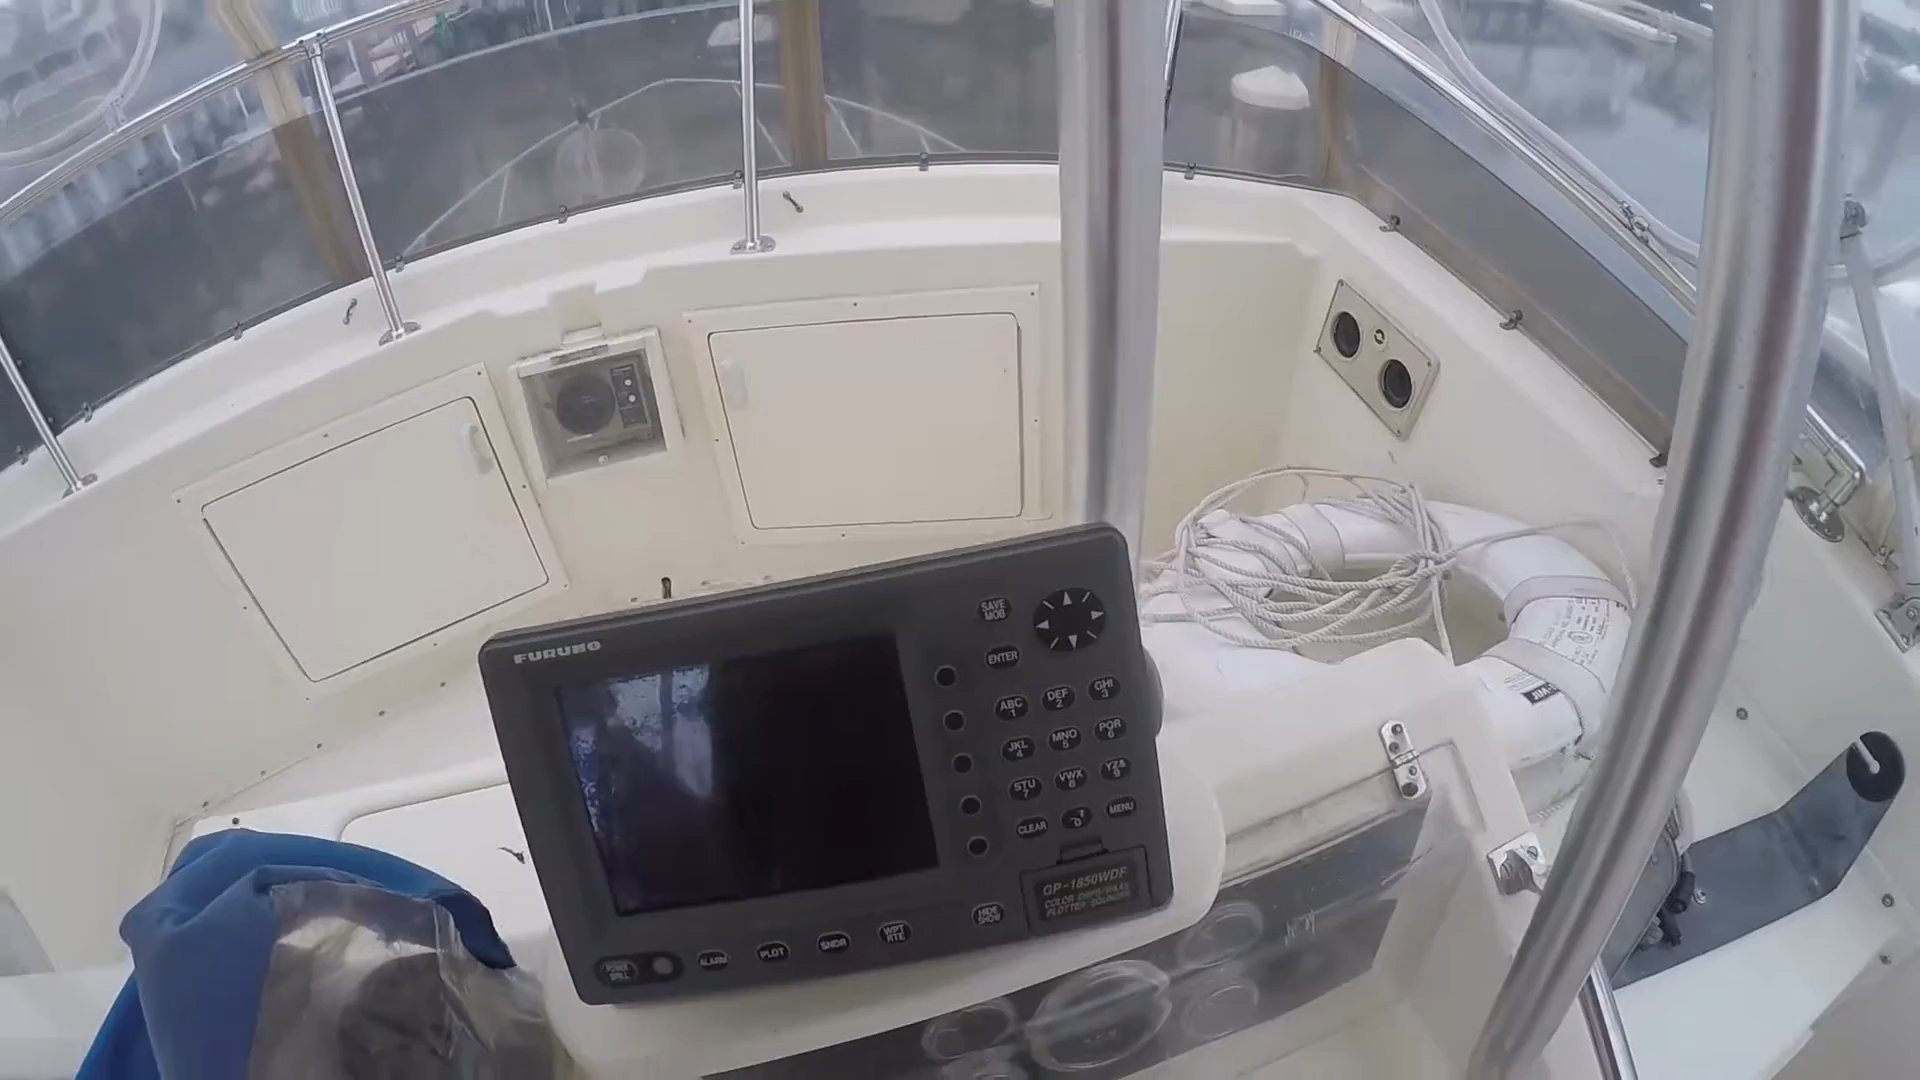 FURUNO
SAVE
MOB
ENTER
ABC
1
DEF
2
GHI
3
JKL
4
MNO
5
PQR
6
STU
7
VWX
8
YZ&
9
CLEAR
0
MENU
HIDE
SHOW
GP-1850WDF
COLOR DGPS/WAAS
PLOTTER SOUNDER
POWER
BRILL
ALARM
PLOT
SNDR
WPT
RTE